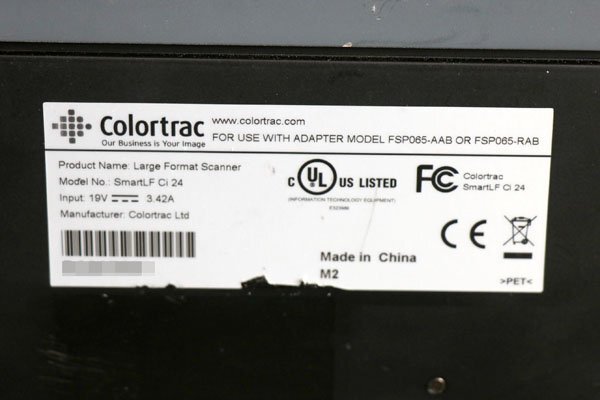 Colortrac
Our Business is Your Image
www.colortrac.com
FOR USE WITH ADAPTER MODEL FSP065-AAB OR FSP065-RAB
Product Name: Large Format Scanner
Model No.: SmartLF Ci 24
Input: 19V 3.42A
Manufacturer: Colortrac Ltd
C UL US LISTED
(INFORMATION TECHNOLOGY EQUIPMENT)
FCC Colortrac
SmartLF Ci 24
CE
Made in China
M2
>PET<